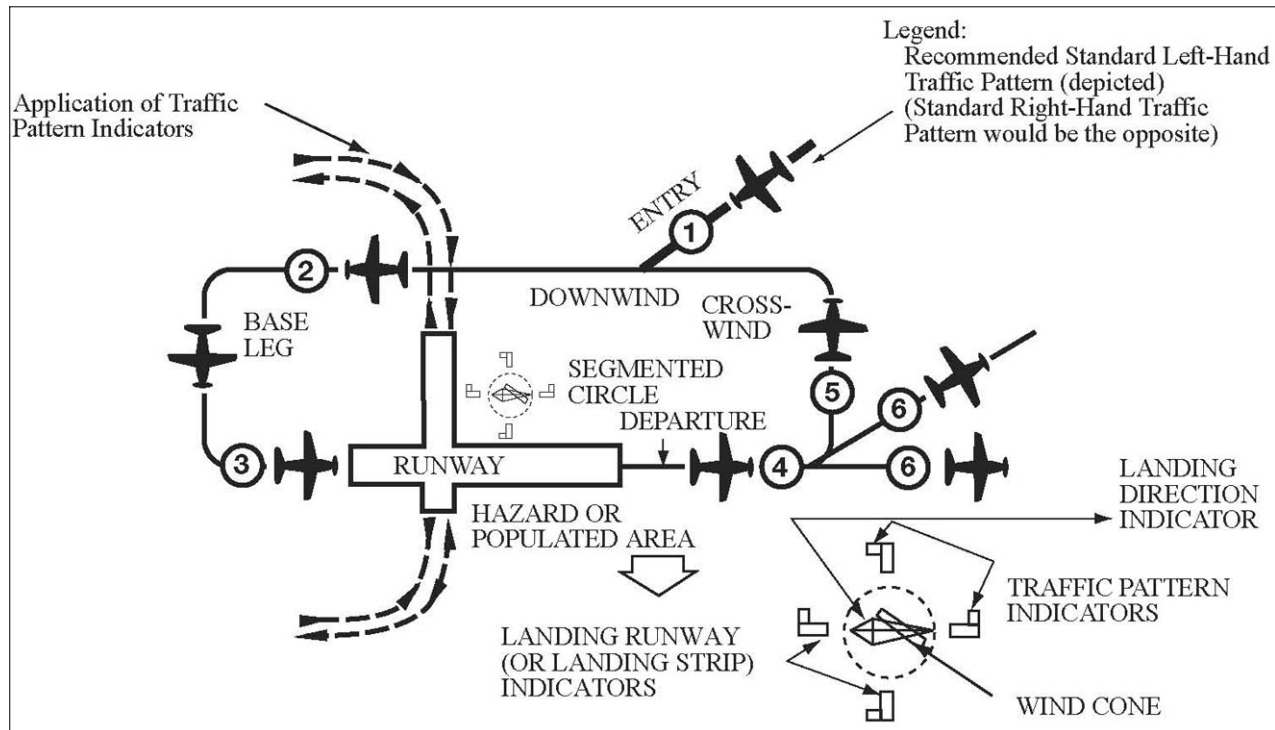 Legend:
Recommended Standard Left-Hand
Traffic Pattern (depicted)
(Standard Right-Hand Traffic
Pattern would be the opposite)
Application of Traffic
Pattern Indicators
ENTRY
1
2
DOWNWIND
CROSS-
WIND
BASE
LEG
SEGMENTED
CIRCLE
5
6
DEPARTURE
3
RUNWAY
4
6
HAZARD OR
POPULATED AREA
LANDING
DIRECTION
INDICATOR
TRAFFIC PATTERN
INDICATORS
LANDING RUNWAY
(OR LANDING STRIP)
INDICATORS
WIND CONE